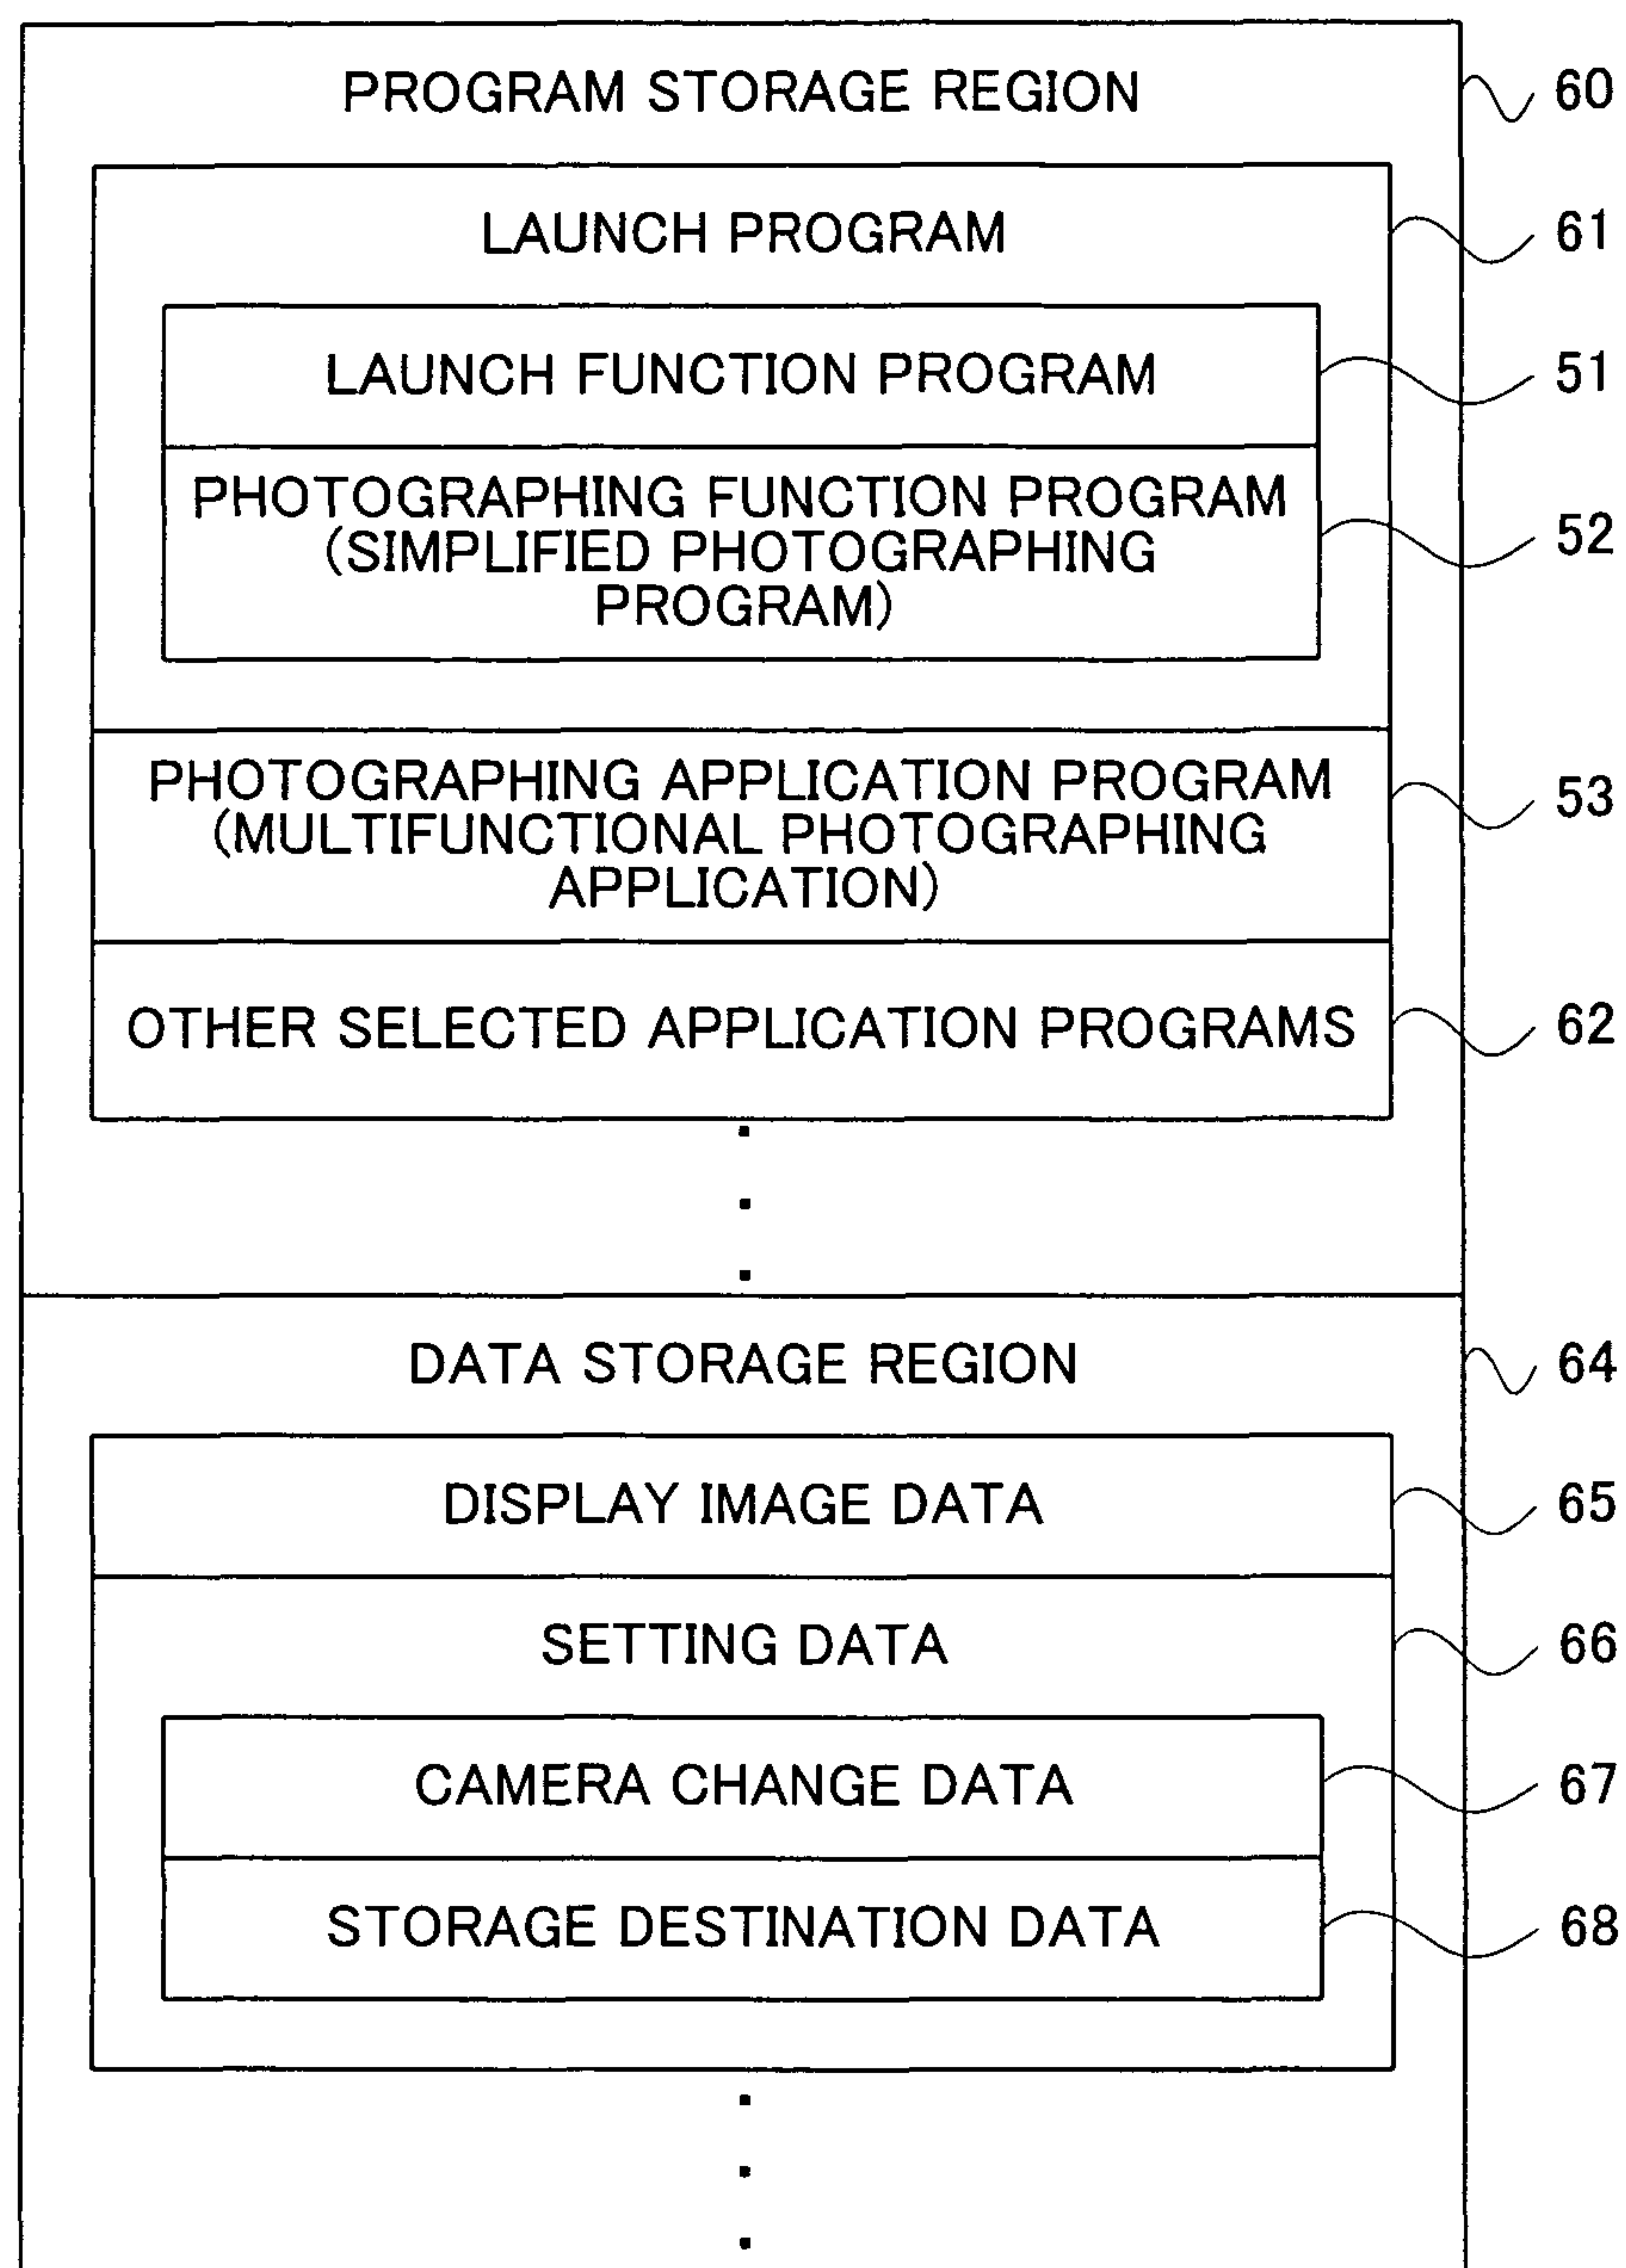 PROGRAM STORAGE REGION 60
LAUNCH PROGRAM 61
LAUNCH FUNCTION PROGRAM 51
PHOTOGRAPHING FUNCTION PROGRAM
(SIMPLIFIED PHOTOGRAPHING 52
PROGRAM)
PHOTOGRAPHING APPLICATION PROGRAM 53
(MULTIFUNCTIONAL PHOTOGRAPHING
APPLICATION)
OTHER SELECTED APPLICATION PROGRAMS 62
DATA STORAGE REGION 64
DISPLAY IMAGE DATA 65
SETTING DATA 66
CAMERA CHANGE DATA 67
STORAGE DESTINATION DATA 68